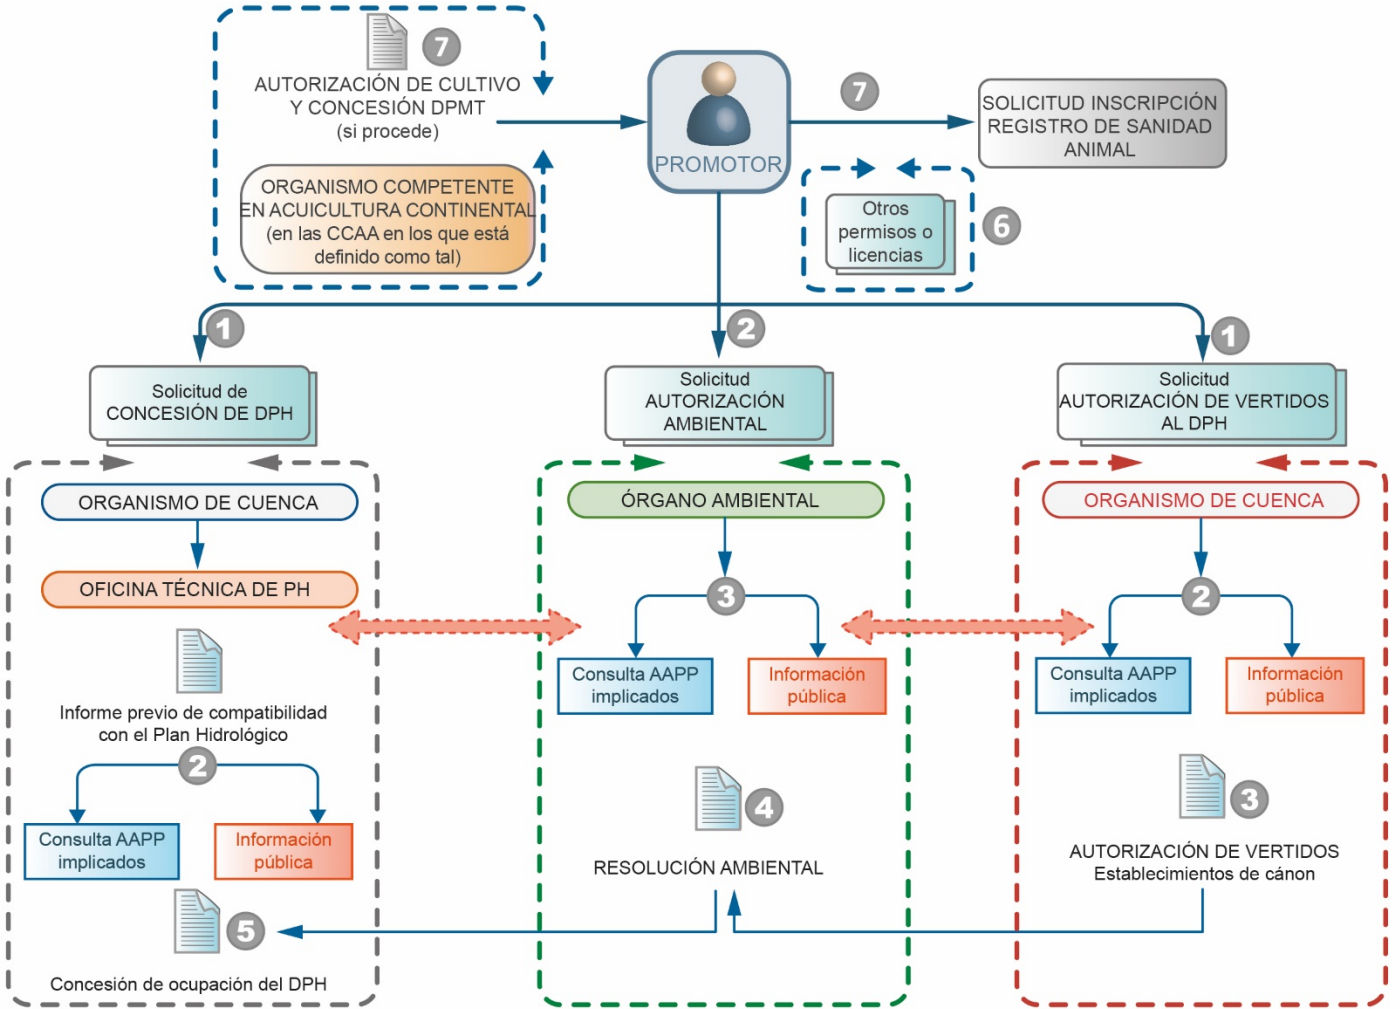 7
AUTORIZACIÓN DE CULTIVO
Y CONCESIÓN DPMT
(si procede)
ORGANISMO COMPETENTE
EN ACUICULTURA CONTINENTAL
(en las CCAA en los que está
definido como tal)
PROMOTOR
7
SOLICITUD INSCRIPCIÓN
REGISTRO DE SANIDAD
ANIMAL
Otros
permisos o
licencias
6
1
2
1
Solicitud de
CONCESIÓN DE DPH
Solicitud
AUTORIZACIÓN
AMBIENTAL
Solicitud
AUTORIZACIÓN DE VERTIDOS
AL DPH
ORGANISMO DE CUENCA
OFICINA TÉCNICA DE PH
Informe previo de compatibilidad
con el Plan Hidrológico
2
Consulta AAPP
implicados
Información
pública
5
Concesión de ocupación del DPH
ÓRGANO AMBIENTAL
3
Consulta AAPP
implicados
Información
pública
4
RESOLUCIÓN AMBIENTAL
ORGANISMO DE CUENCA
2
Consulta AAPP
implicados
Información
pública
3
AUTORIZACIÓN DE VERTIDOS
Establecimientos de cánon